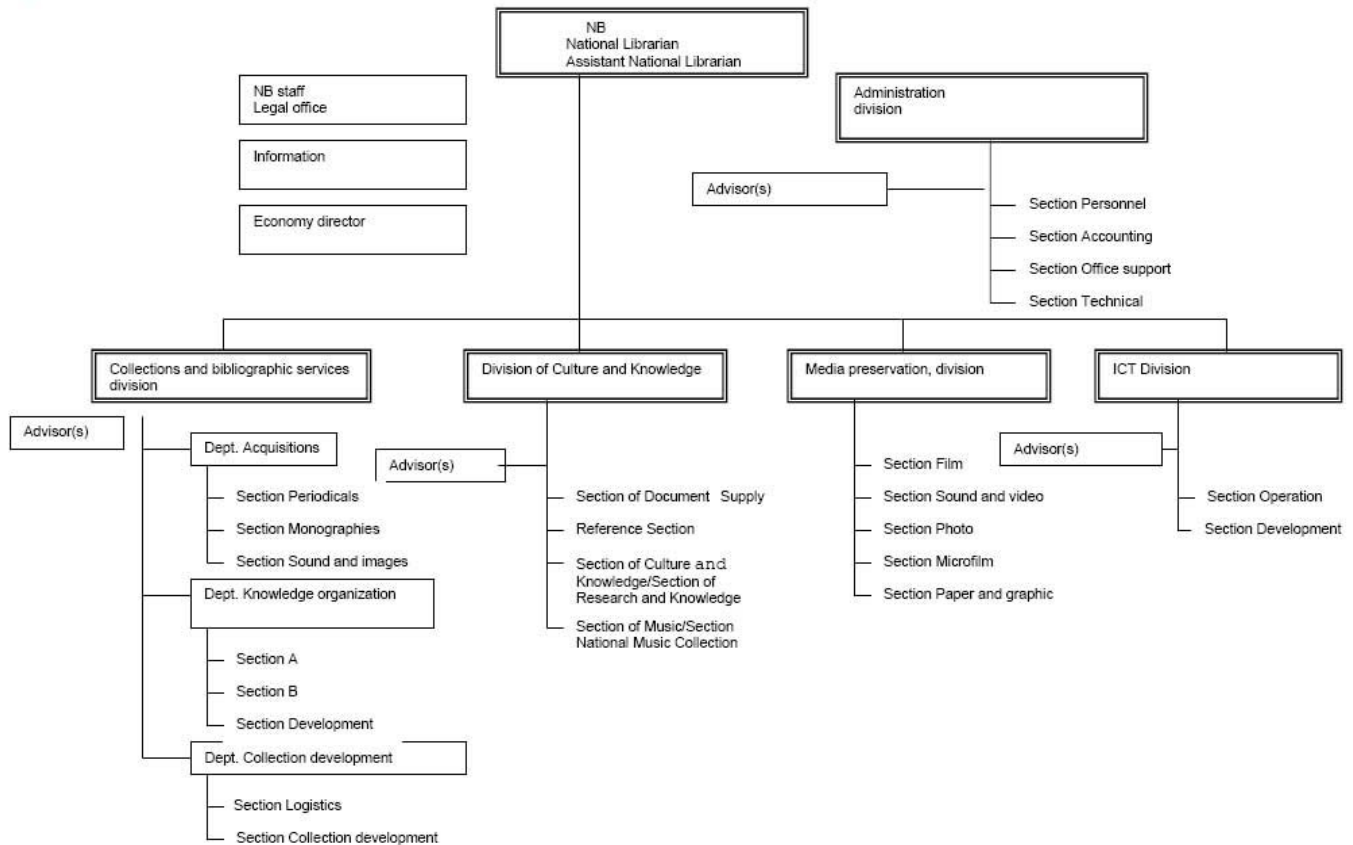 NB
National Librarian
Assistant National Librarian
NB staff
Legal office
Information
Economy director
Administration
division
Advisor(s)
Section Personnel
Section Accounting
Section Office support
Section Technical
Collections and bibliographic services
division
Advisor(s)
Dept. Acquisitions
Section Periodicals
Section Monographies
Section Sound and images
Dept. Knowledge organization
Section A
Section B
Section Development
Dept. Collection development
Section Logistics
Section Collection development
Division of Culture and Knowledge
Advisor(s)
Section of Document Supply
Reference Section
Section of Culture and
Knowledge/Section of
Research and Knowledge
Section of Music/Section
National Music Collection
Media preservation, division
Section Film
Section Sound and video
Section Photo
Section Microfilm
Section Paper and graphic
ICT Division
Advisor(s)
Section Operation
Section Development